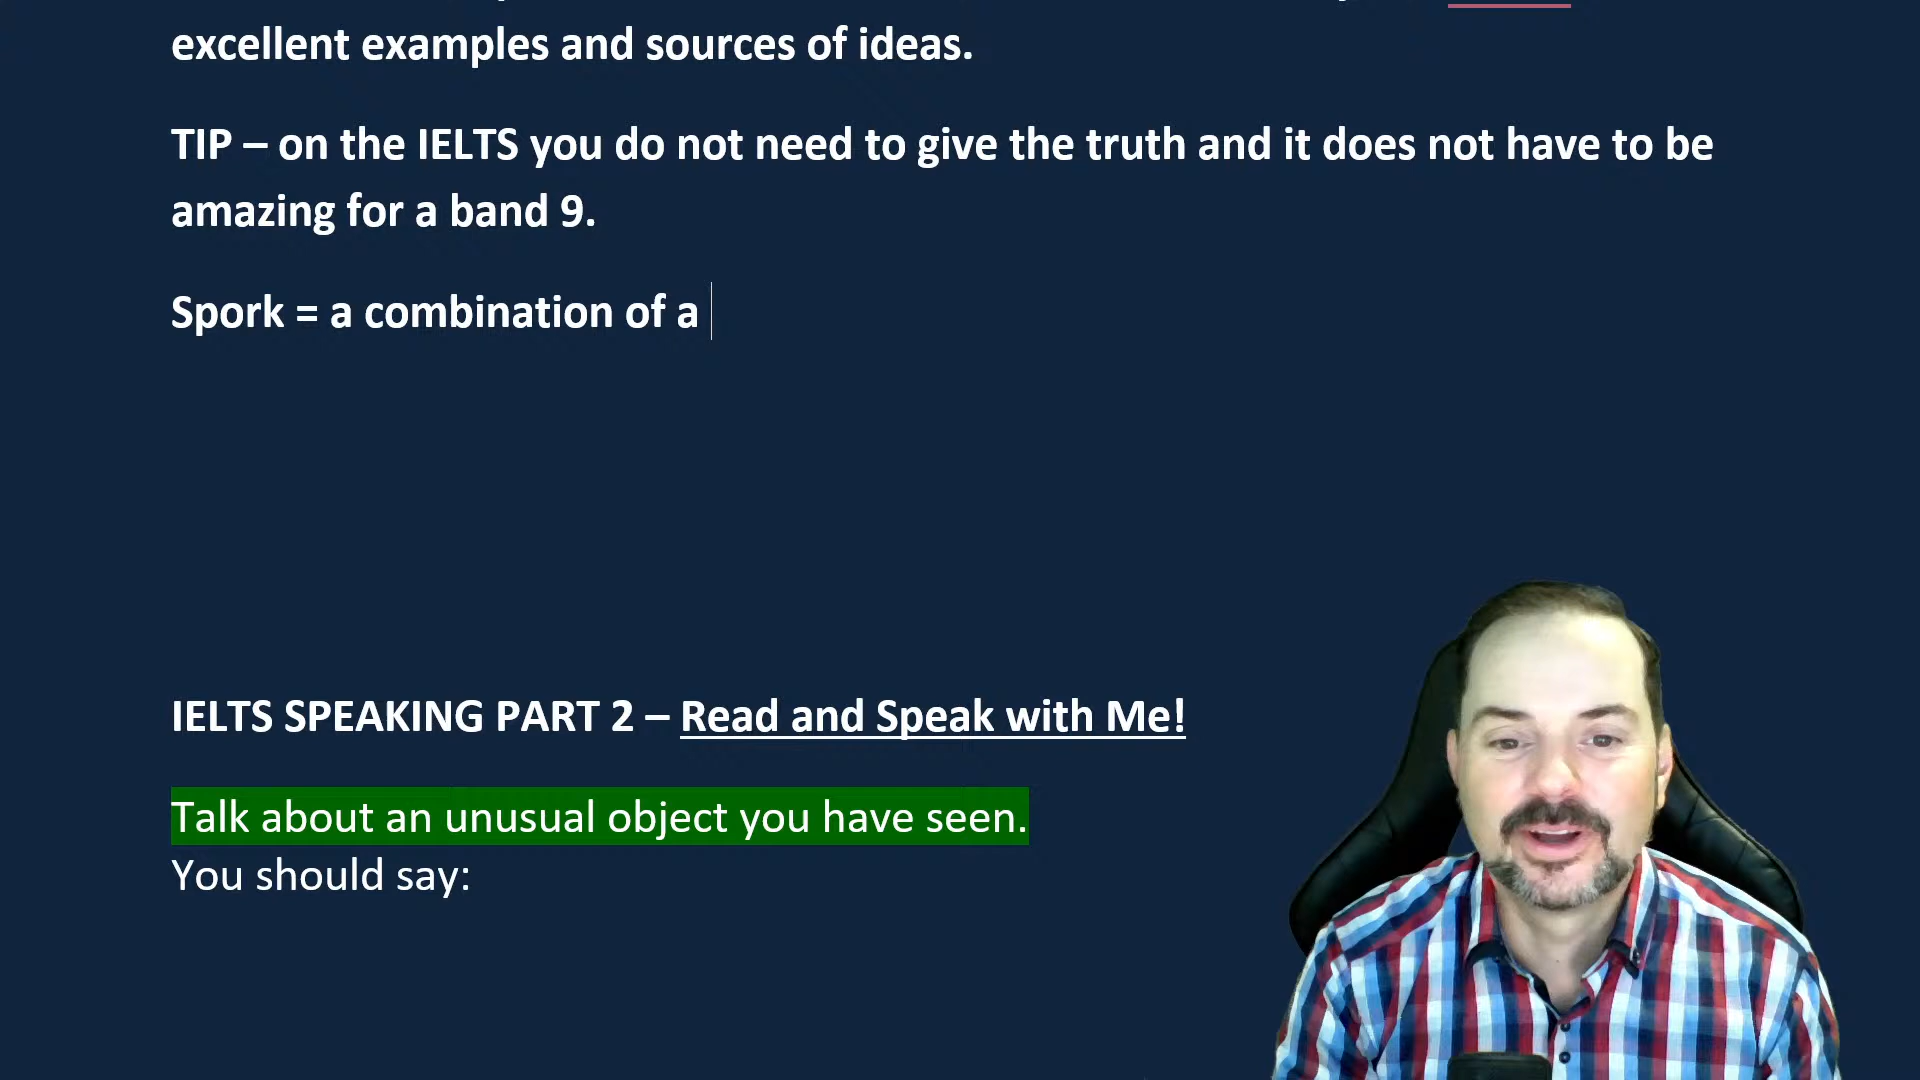 excellent examples and sources of ideas.
TIP – on the IELTS you do not need to give the truth and it does not have to be
amazing for a band 9.
Spork = a combination of a
IELTS SPEAKING PART 2 – Read and Speak with Me!
Talk about an unusual object you have seen.
You should say: